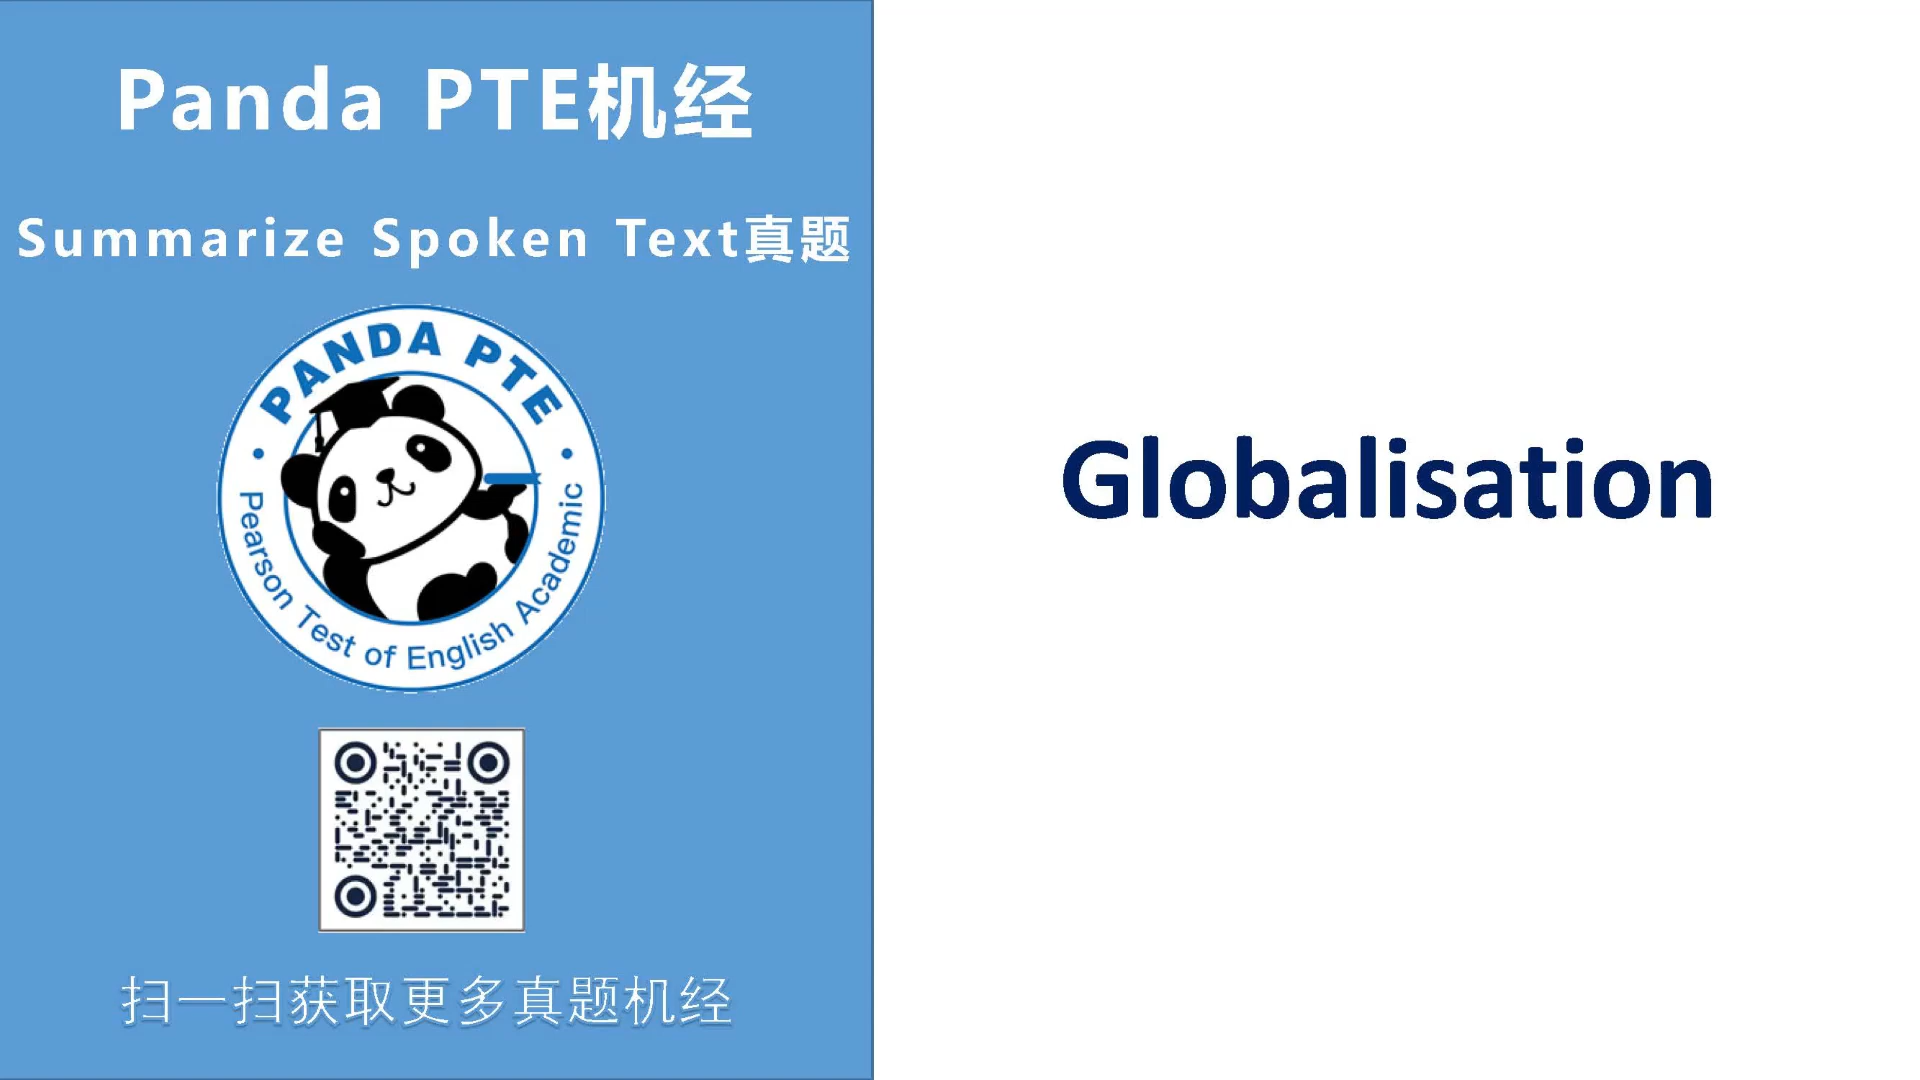 Panda PTE机经
Summarize Spoken Text真题
PANDA PTE
Pearson Test of English Academic
扫一扫获取更多真题机经
Globalisation